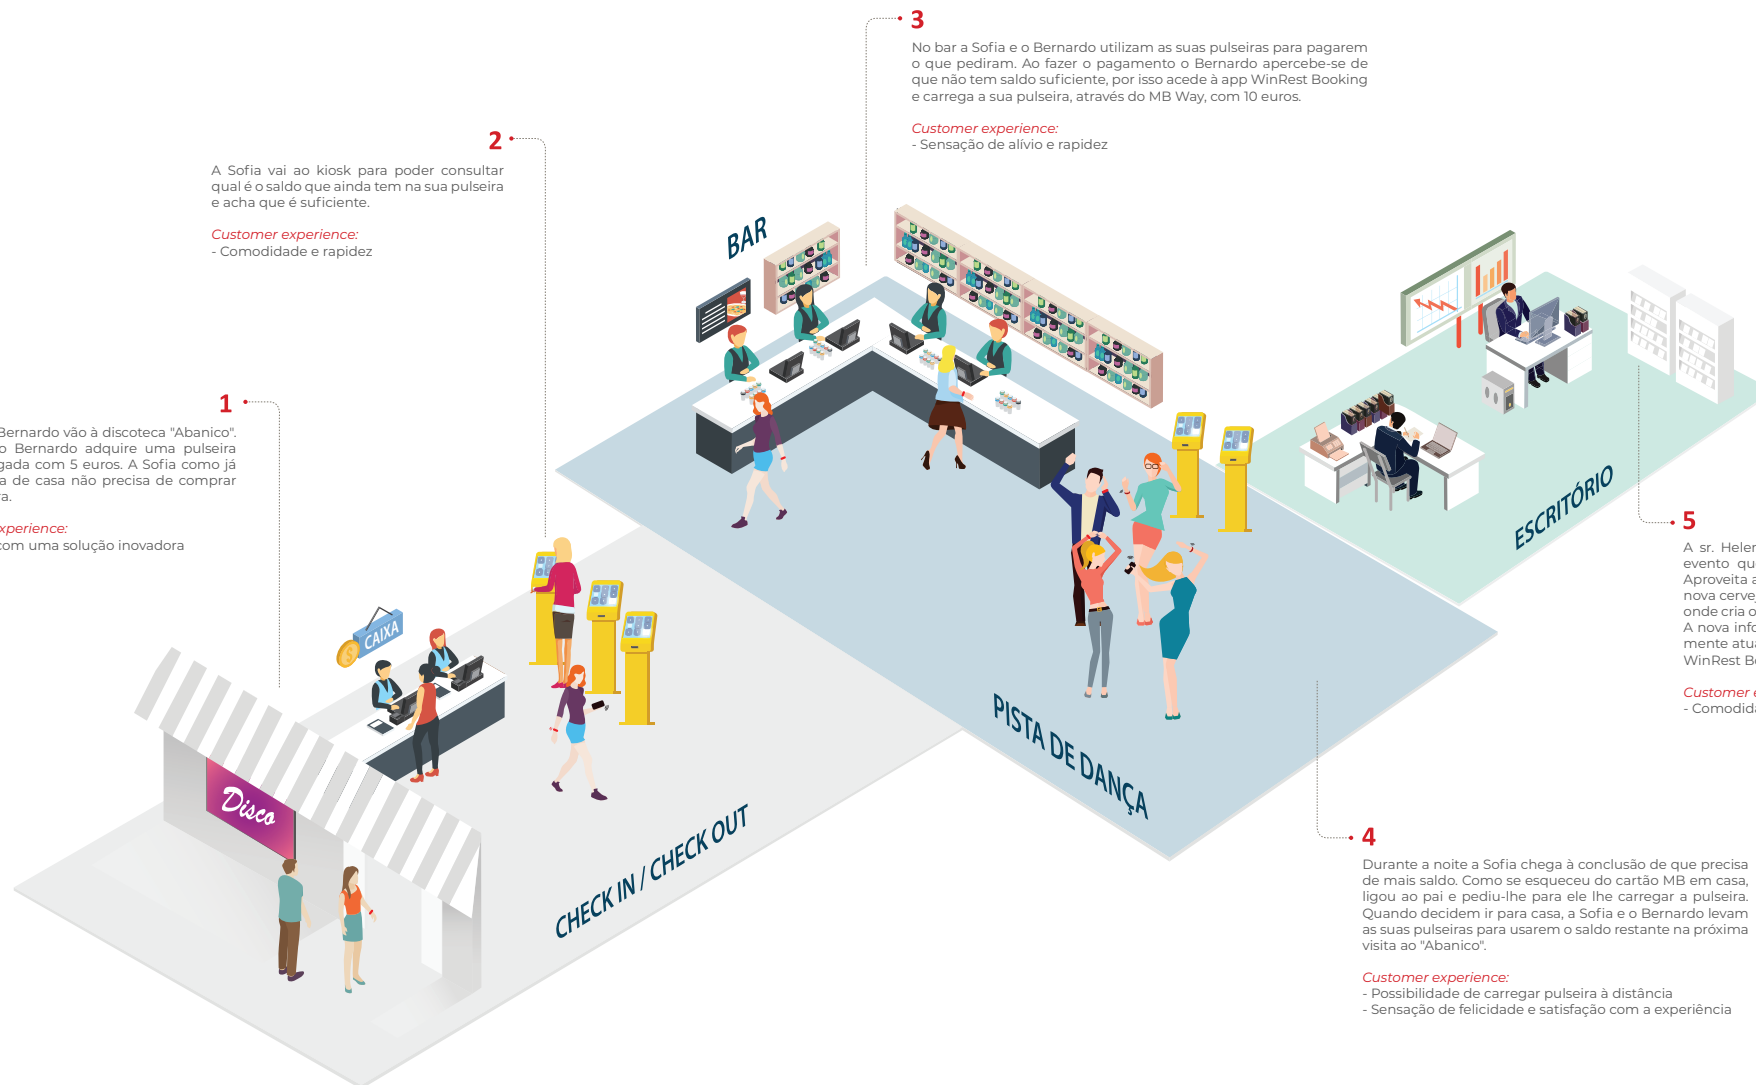 3
No bar a Sofia e o Bernardo utilizam as suas pulseiras para pagarem
o que pediram. Ao fazer o pagamento o Bernardo apercebe-se de
que não tem saldo suficiente, por isso acede à app WinRest Booking
e carrega a sua pulseira, através do MB Way, com 10 euros.
Customer experience:
- Sensação de alívio e rapidez
2
A Sofia vai ao kiosk para poder consultar
qual é o saldo que ainda tem na sua pulseira
e acha que é suficiente.
Customer experience:
- Comodidade e rapidez
BAR
1
Bernardo vão à discoteca "Abanico".
o Bernardo adquire uma pulseira
gada com 5 euros. A Sofia como já
a de casa não precisa de comprar
ra.
xperience:
com uma solução inovadora
ESCRITÓRIO
5
A sr. Heler
evento qu
Aproveita a
nova cerve
onde cria o
A nova info
mente atua
WinRest Bo
Customer e
- Comodida
CAIXA
Disco
PISTA DE DANÇA
CHECK IN / CHECK OUT
4
Durante a noite a Sofia chega à conclusão de que precisa
de mais saldo. Como se esqueceu do cartão MB em casa,
ligou ao pai e pediu-lhe para ele lhe carregar a pulseira.
Quando decidem ir para casa, a Sofia e o Bernardo levam
as suas pulseiras para usarem o saldo restante na próxima
visita ao "Abanico".
Customer experience:
- Possibilidade de carregar pulseira à distância
- Sensação de felicidade e satisfação com a experiência